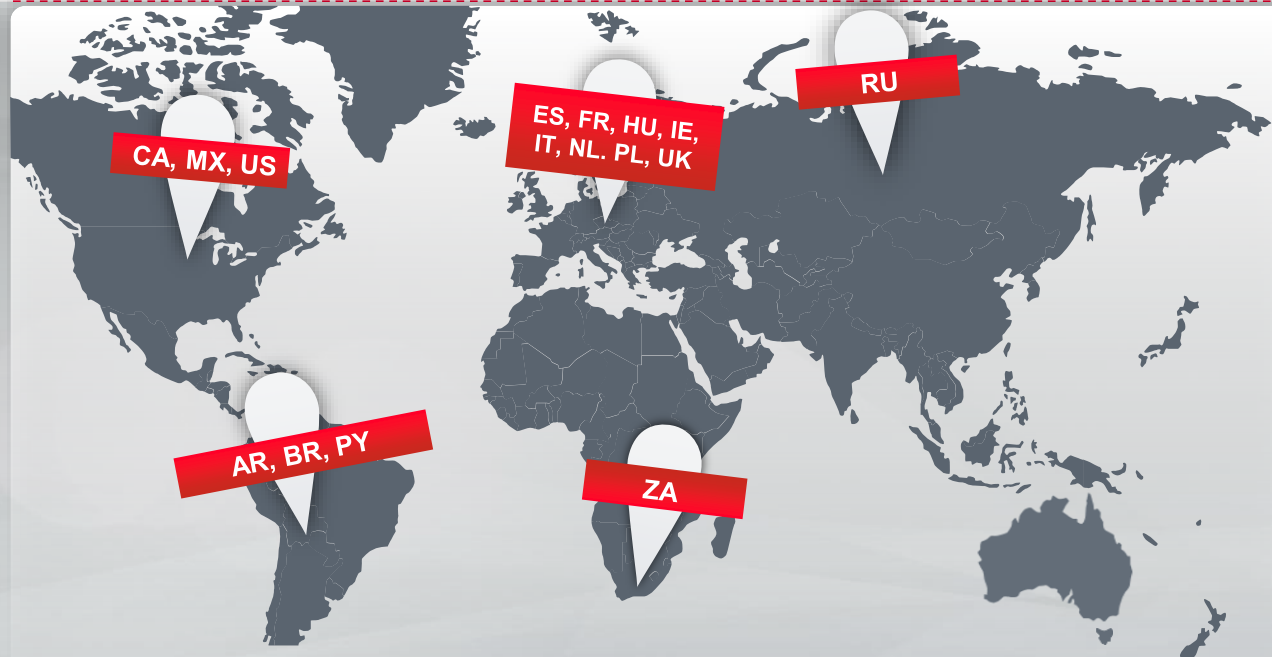 RU
ES, FR, HU, IE,
IT, NL. PL, UK
CA, MX, US
AR, BR, PY
ZA